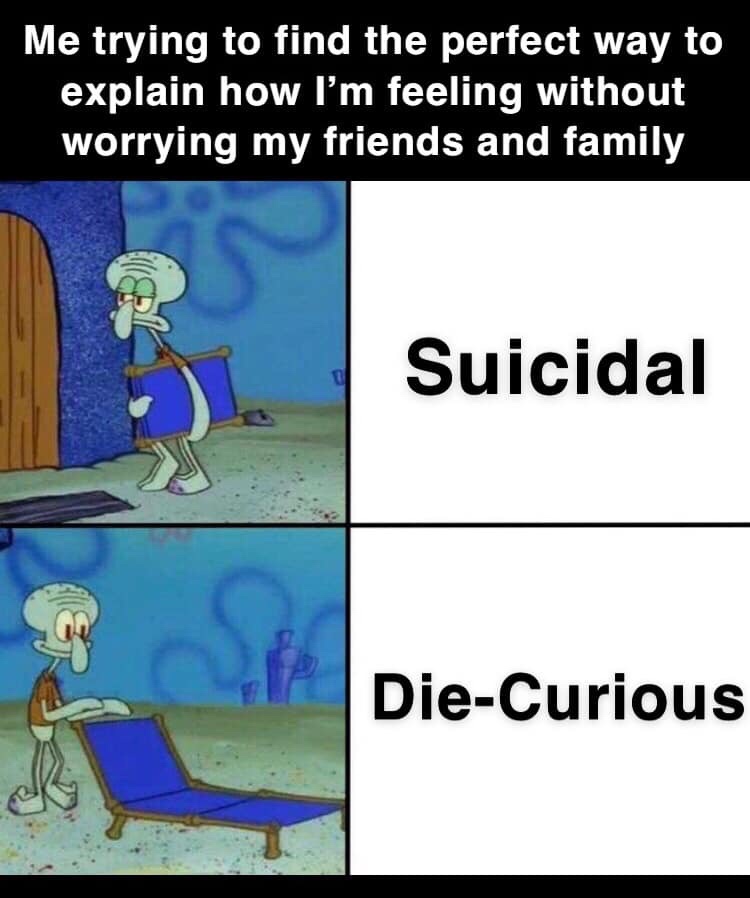 Me trying to find the perfect way to
explain how I’m feeling without
worrying my friends and family
Suicidal
Die-Curious